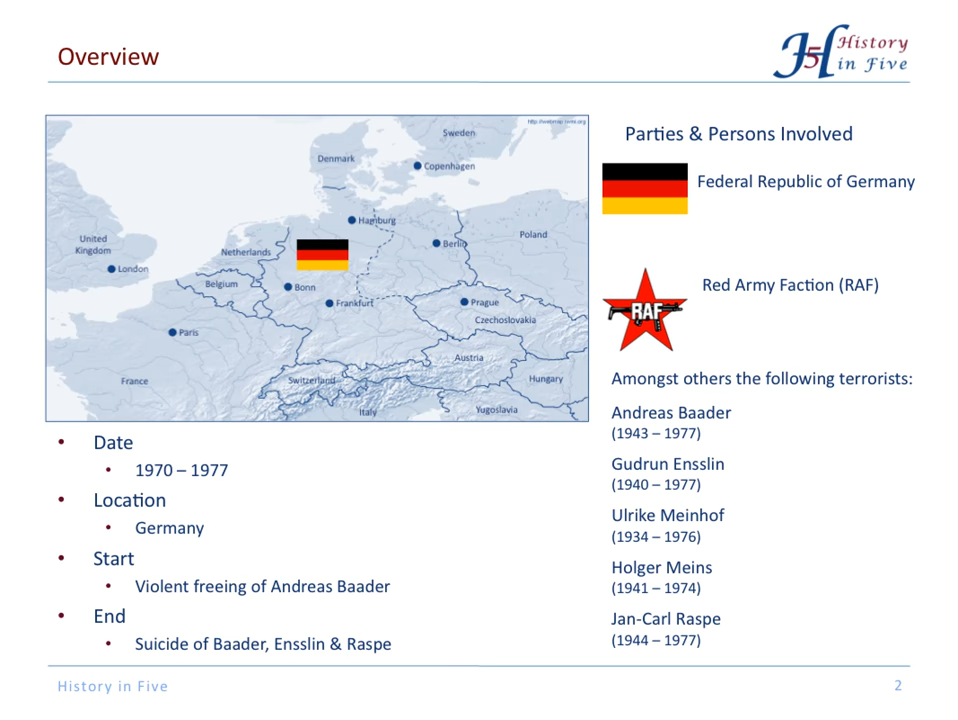 Overview
History
in Five
http://webmap.iwmi.org
Sweden
Denmark
Copenhagen
Hamburg
United
Kingdom
Berlin
Poland
Netherlands
London
Belgium
Bonn
Frankfurt
Prague
Czechoslovakia
Paris
Austria
France
Switzerland
Hungary
Italy
Yugoslavia
Parties & Persons Involved
Federal Republic of Germany
RAF
Red Army Faction (RAF)
Amongst others the following terrorists:
Andreas Baader
(1943 – 1977)
Gudrun Ensslin
(1940 – 1977)
Ulrike Meinhof
(1934 – 1976)
Holger Meins
(1941 – 1974)
Jan-Carl Raspe
(1944 – 1977)
• Date
• 1970 – 1977
• Location
• Germany
• Start
• Violent freeing of Andreas Baader
• End
• Suicide of Baader, Ensslin & Raspe
History in Five
2